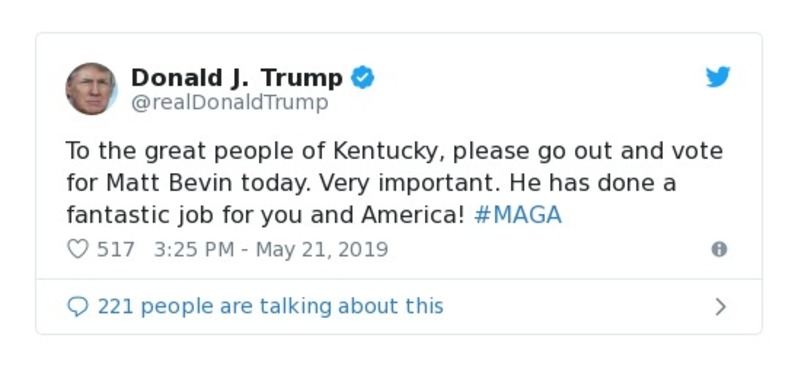 Donald J. Trump
@realDonaldTrump
To the great people of Kentucky, please go out and vote
for Matt Bevin today. Very important. He has done a
fantastic job for you and America! #MAGA
517 3:25 PM - May 21, 2019
221 people are talking about this